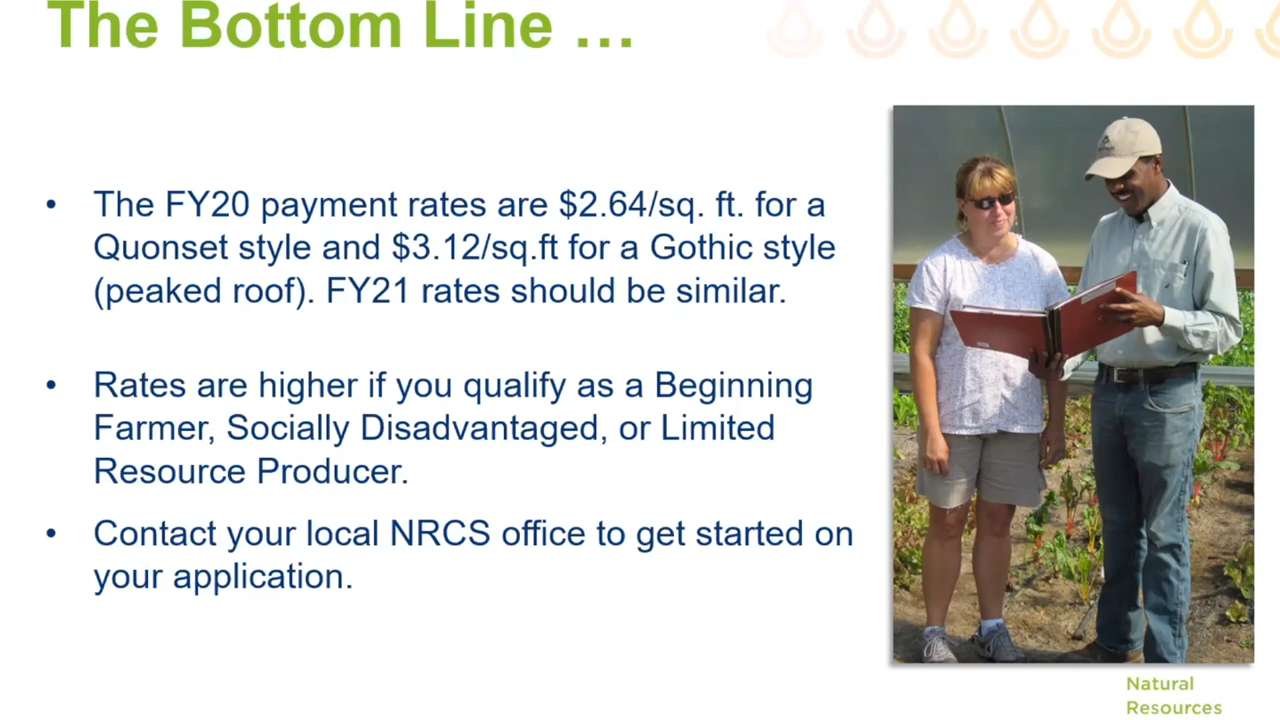 The Bottom Line ...
• The FY20 payment rates are $2.64/sq. ft. for a
Quonset style and $3.12/sq.ft for a Gothic style
(peaked roof). FY21 rates should be similar.
• Rates are higher if you qualify as a Beginning
Farmer, Socially Disadvantaged, or Limited
Resource Producer.
• Contact your local NRCS office to get started on
your application.
Natural
Resources